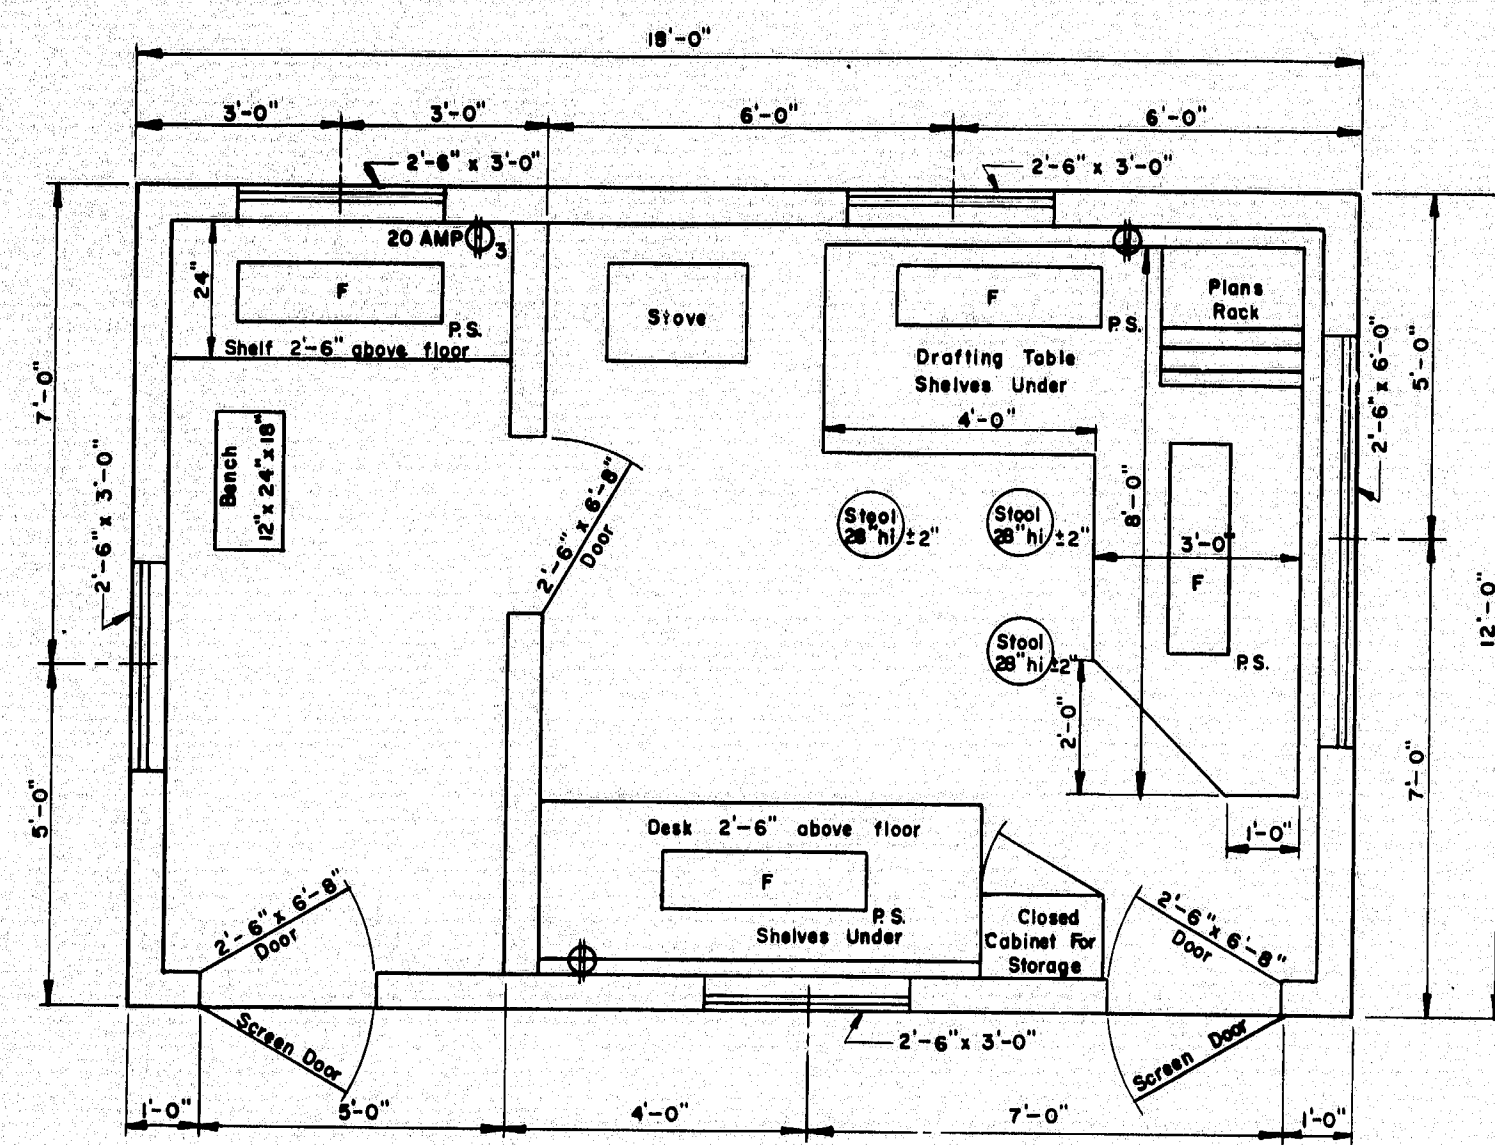 18'-0"
3'-0"
3'-0"
6'-0"
6'-0"
2'-6" x 3'-0"
2'-6" x 3'-0"
20 AMP
3
24"
F
P.S.
Shelf 2'-6" above floor
Stove
F
P.S.
Drafting Table
Shelves Under
4'-0"
Plans
Rack
7'-0"
2'-6" x 3'-0"
5'-0"
Bench
12" x 24" x 18"
2'-6" x 6'-8"
Door
Stool
28" hi ±2"
Stool
28" hi ±2"
Stool
28" hi ±2"
8'-0"
3'-0"
F
P.S.
2'-0"
1'-0"
2'-6" x 6'-0"
5'-0"
12'-0"
7'-0"
Desk 2'-6" above floor
F
P.S.
Shelves Under
Closed
Cabinet For
Storage
2'-6" x 6'-8"
Door
Screen Door
2'-6" x 6'-8"
Door
Screen Door
2'-6" x 3'-0"
1'-0"
5'-0"
4'-0"
7'-0"
1'-0"